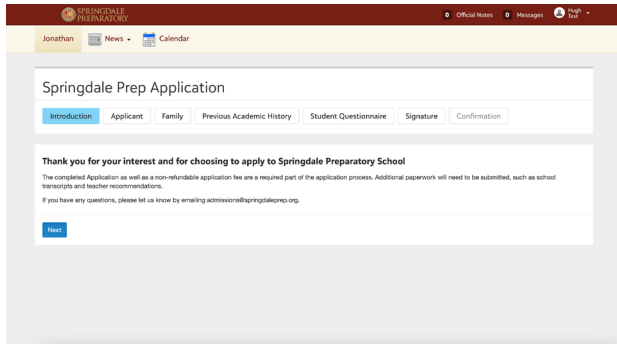 SPRINGDALE
PREPARATORY
0 Official Notes 0 Messages Hugh Test
Jonathan News Calendar
Springdale Prep Application
Introduction Applicant Family Previous Academic History Student Questionnaire Signature Confirmation
Thank you for your interest and for choosing to apply to Springdale Preparatory School
The completed Application as well as a non-refundable application fee are a required part of the application process. Additional paperwork will need to be submitted, such as school
transcripts and teacher recommendations.
If you have any questions, please let us know by emailing admissions@springdaleprep.org.
Next